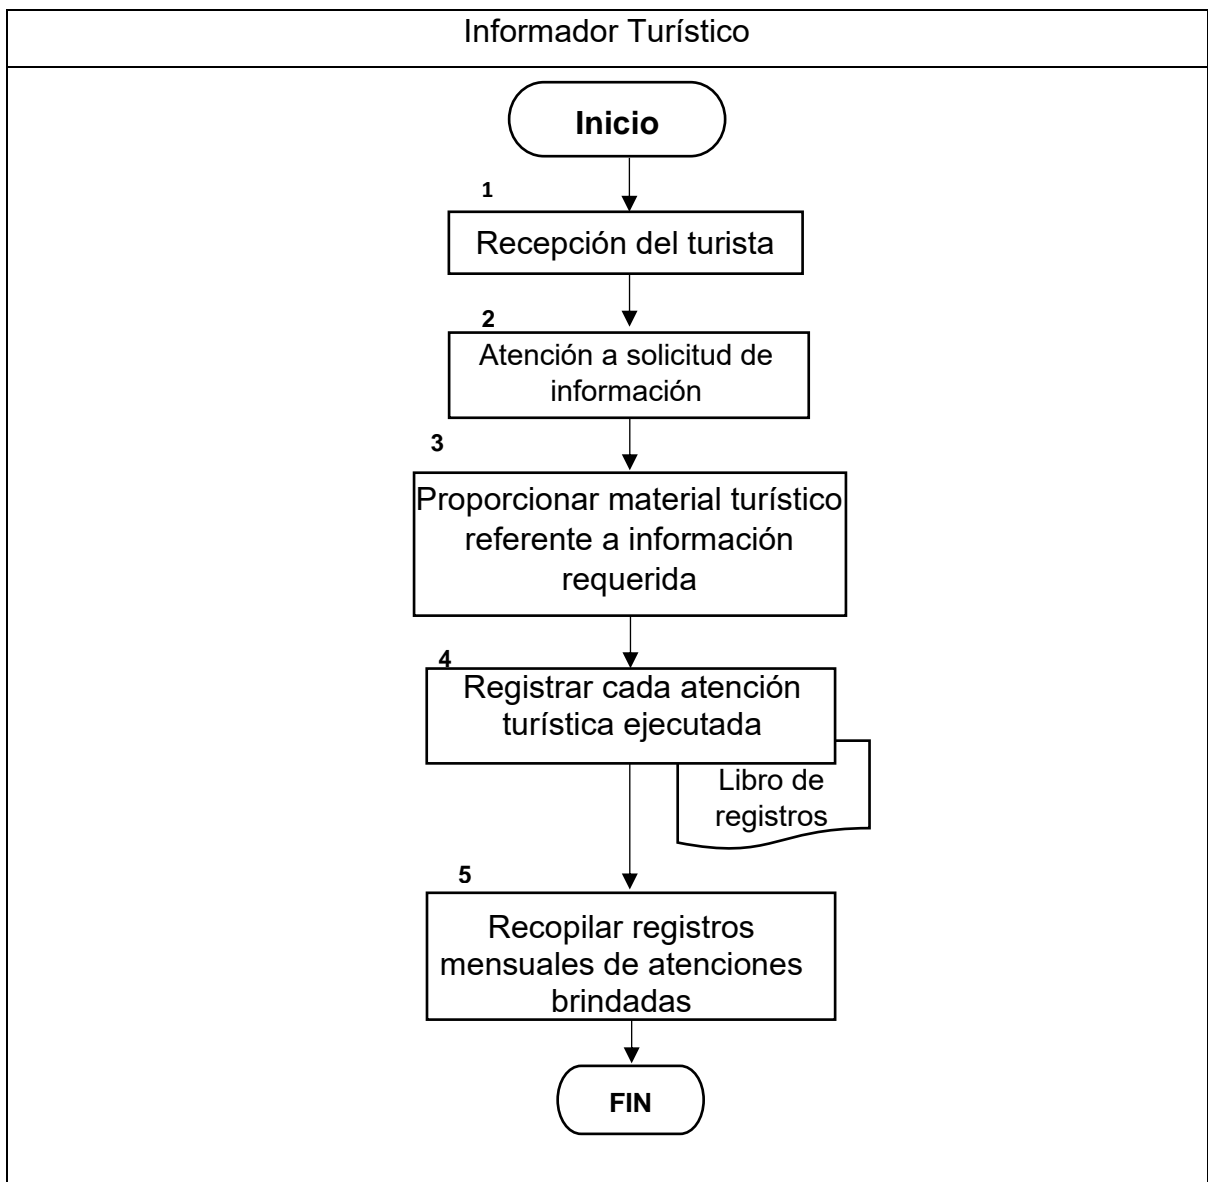 Informador Turístico
Inicio
1
Recepción del turista
2
Atención a solicitud de
información
3
Proporcionar material turístico
referente a información
requerida
4
Registrar cada atención
turística ejecutada
Libro de
registros
5
Recopilar registros
mensuales de atenciones
brindadas
FIN